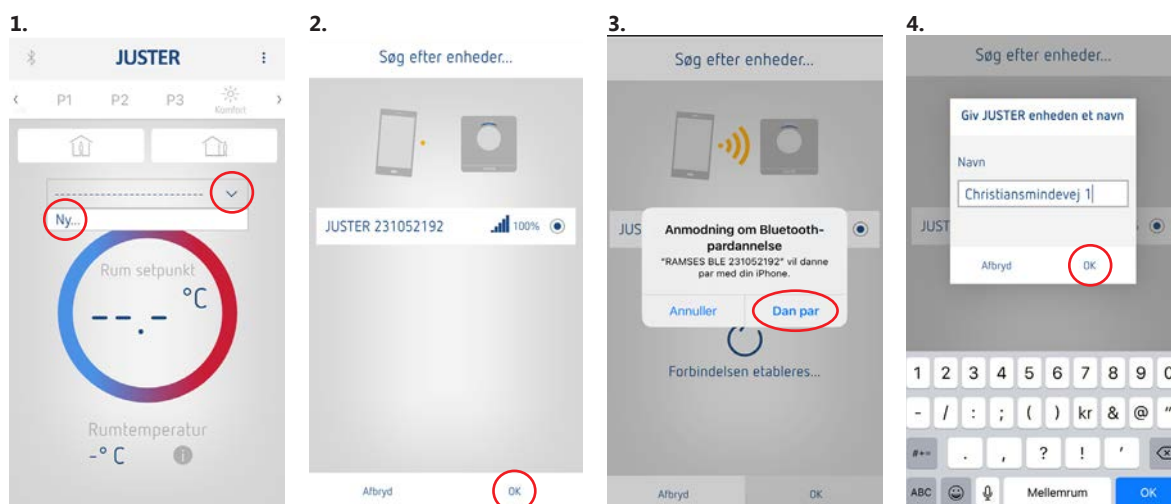 1.
JUSTER
P1 P2 P3 Komfort
Ny...
Rum setpunkt
--.- °C
Rumtemperatur
-° C
2.
Søg efter enheder...
JUSTER 231052192 100%
Afbryd OK
3.
Søg efter enheder...
JUS
Anmodning om Bluetooth-
pardannelse
"RAMSES BLE 231052192" vil danne
par med din iPhone.
Annuller Dan par
Forbindelsen etableres...
Afbryd OK
4.
Søg efter enheder...
Giv JUSTER enheden et navn
Navn
Christiansmindevej 1
JUST
Afbryd OK
1 2 3 4 5 6 7 8 9 0
- / : ; ( ) kr & @ "
#+= . , ? ! '
ABC Mellemrum OK